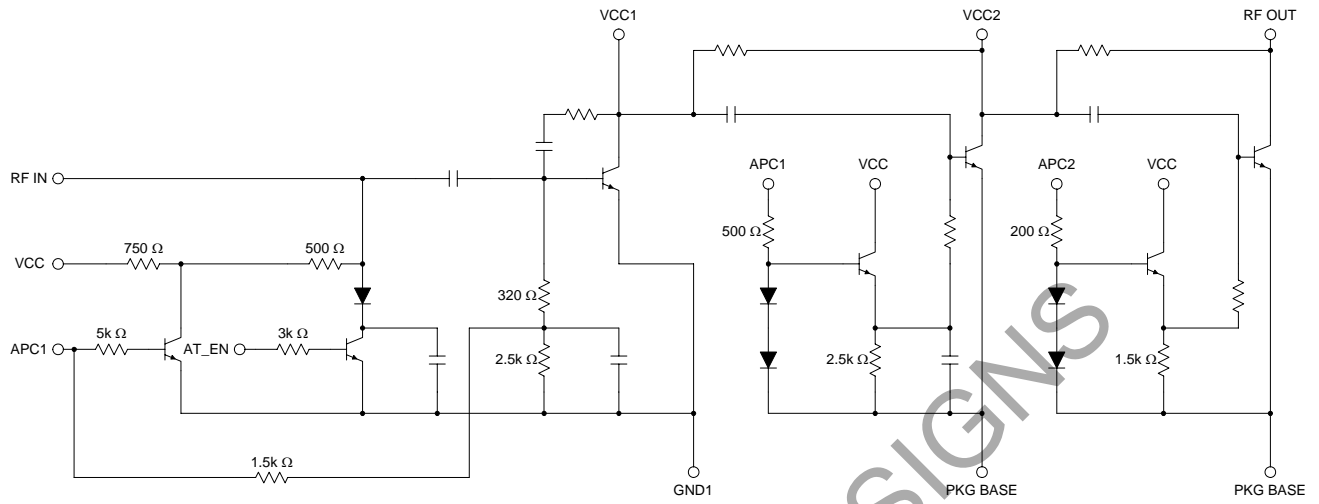 VCC1
VCC2
RF OUT
RF IN
APC1
VCC
APC2
VCC
750 Ω
500 Ω
500 Ω
200 Ω
VCC
320 Ω
5k Ω
3k Ω
APC1
AT_EN
2.5k Ω
2.5k Ω
1.5k Ω
1.5k Ω
GND1
PKG BASE
PKG BASE
SIGNS